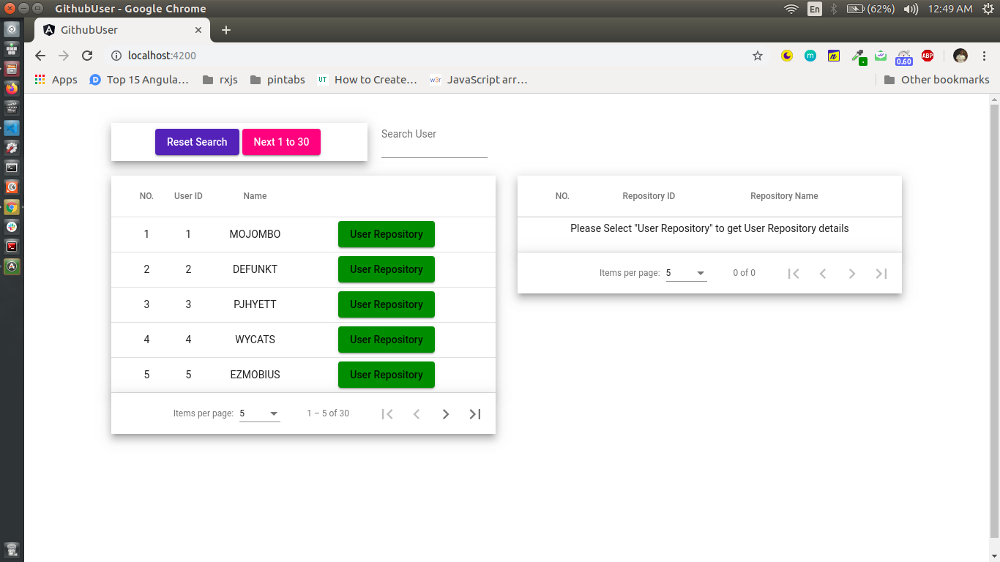 GithubUser - Google Chrome
En
(62%)
12:49 AM
GithubUser
localhost:4200
m
n
0.60
ABP
Apps
Top 15 Angula…
rxjs
pintabs
UT
How to Create…
w3r
JavaScript arr…
Other bookmarks
Reset Search
Next 1 to 30
Search User
NO. User ID Name
1 1 MOJOMBO User Repository
2 2 DEFUNKT User Repository
3 3 PJHYETT User Repository
4 4 WYCATS User Repository
5 5 EZMOBIUS User Repository
Items per page: 5 1 – 5 of 30
NO. Repository ID Repository Name
Please Select "User Repository" to get User Repository details
Items per page: 5 0 of 0